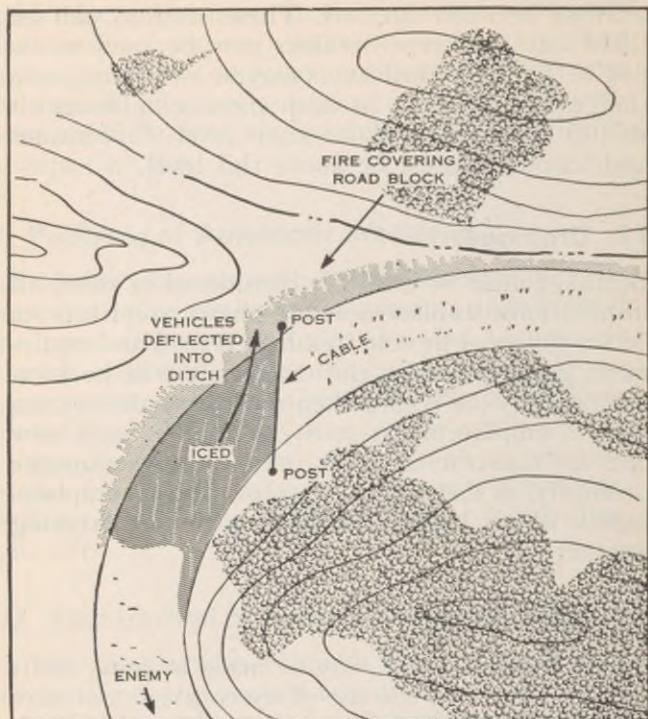 FIRE COVERING
ROAD BLOCK
VEHICLES
DEFLECTED
INTO
DITCH
POST
CABLE
ICED
POST
ENEMY